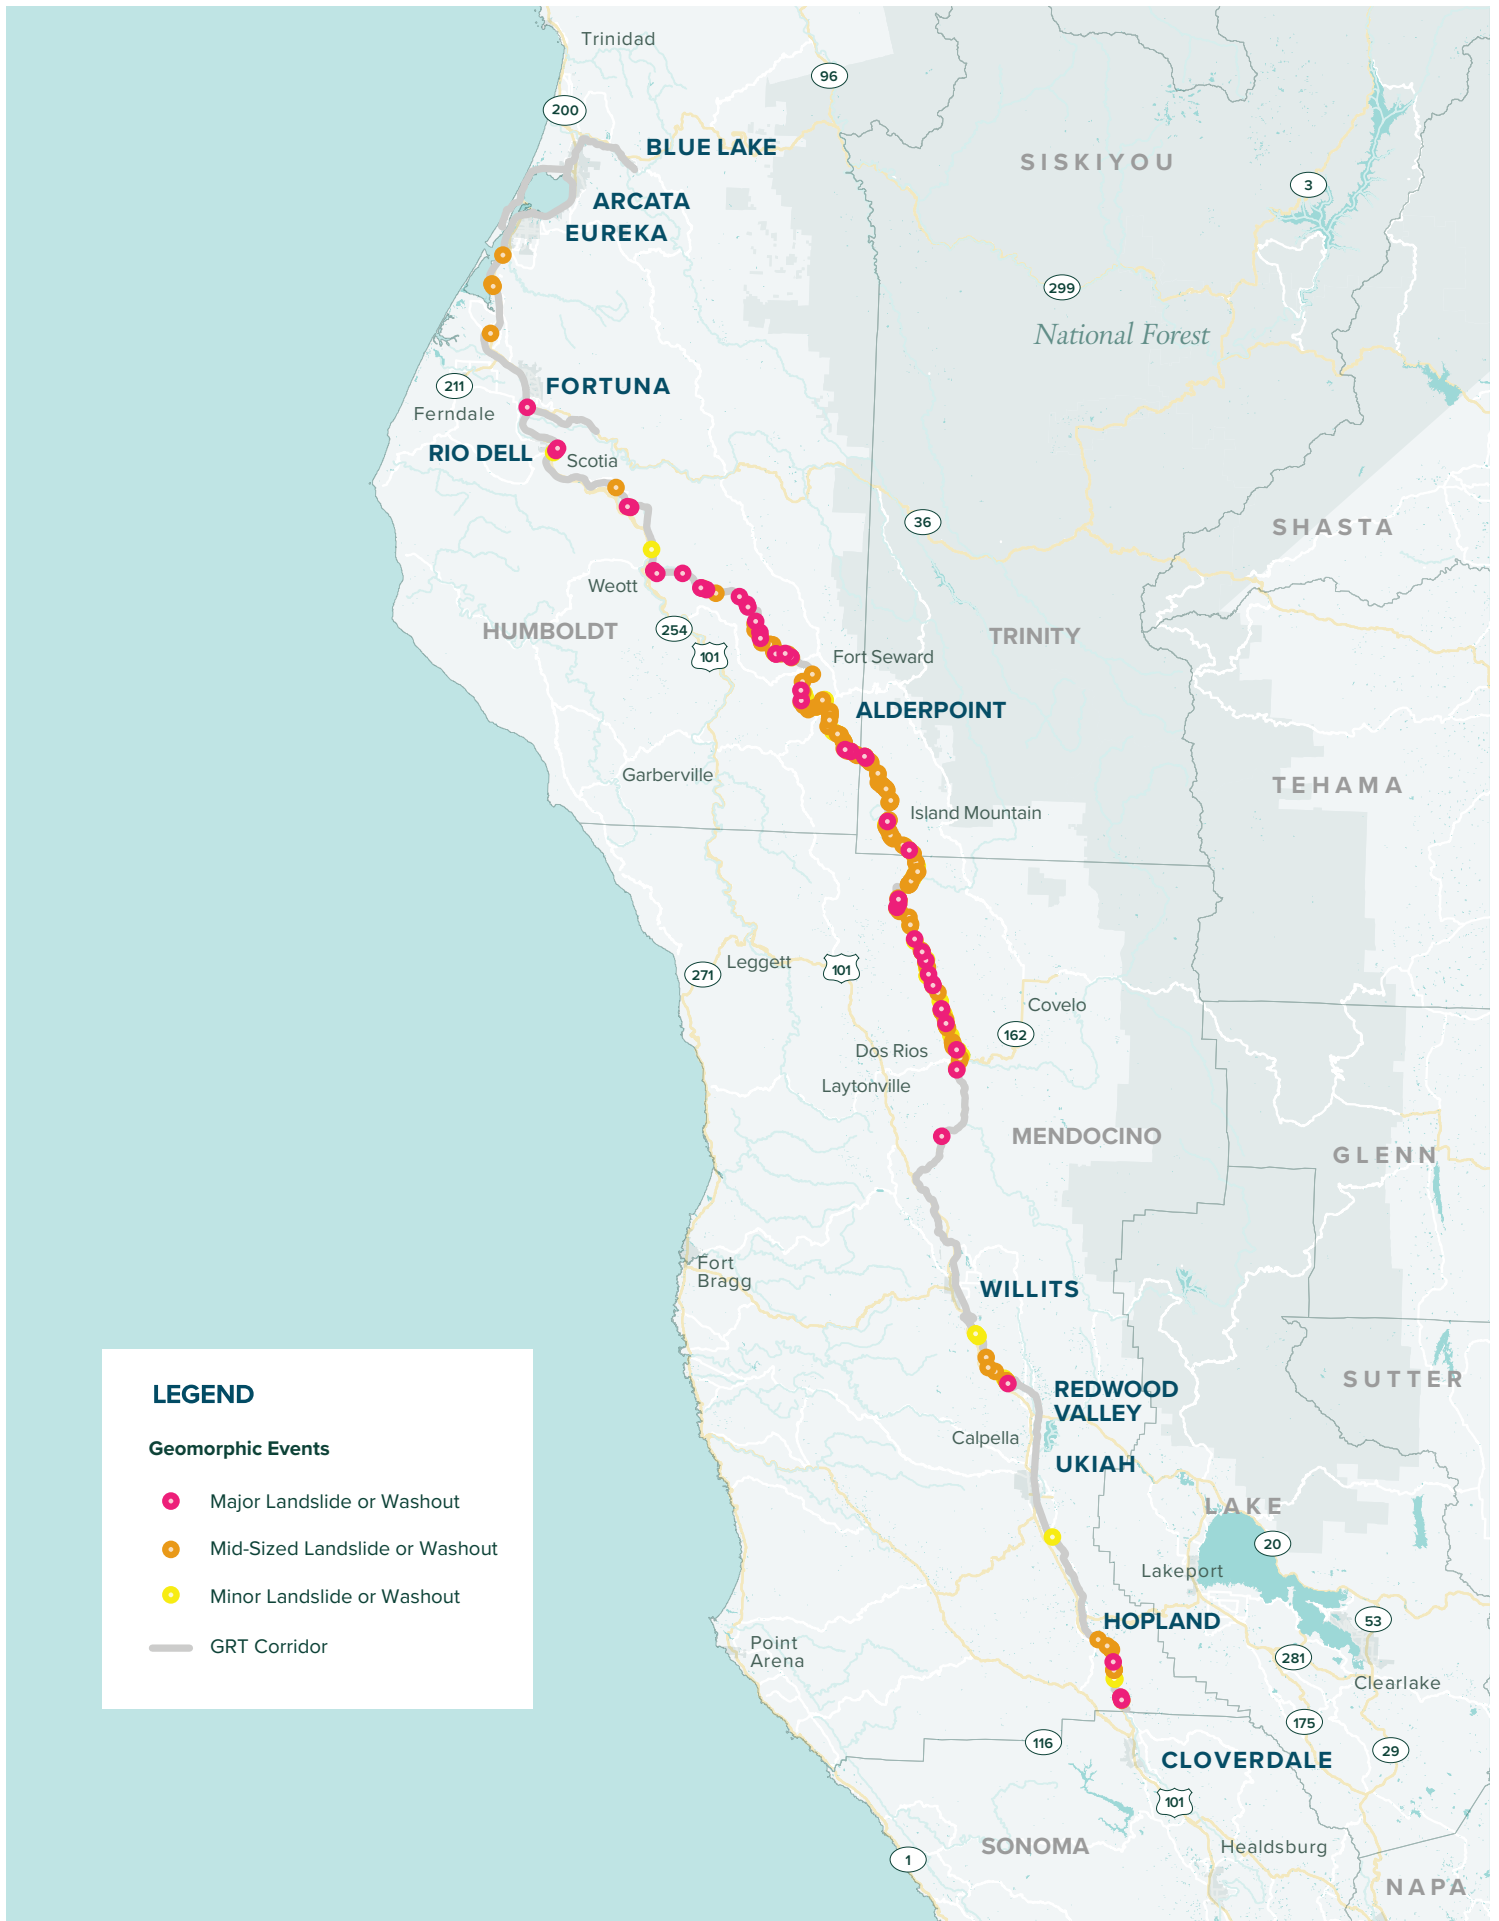 Trinidad
96
200
BLUE LAKE
SISKIYOU
3
ARCATA
EUREKA
299
National Forest
211
FORTUNA
Ferndale
RIO DELL
Scotia
36
SHASTA
Weott
HUMBOLDT
254
TRINITY
101
Fort Seward
ALDERPOINT
Garberville
TEHAMA
Island Mountain
271
Leggett
101
Covelo
162
Dos Rios
Laytonville
MENDOCINO
GLENN
Fort
Bragg
WILLITS
SUTTER
REDWOOD
VALLEY
Calpella
UKIAH
LAKE
20
Lakeport
HOPLAND
53
Point
Arena
281
Clearlake
175
116
29
CLOVERDALE
101
SONOMA
Healdsburg
1
NAPA
LEGEND
Geomorphic Events
Major Landslide or Washout
Mid-Sized Landslide or Washout
Minor Landslide or Washout
GRT Corridor